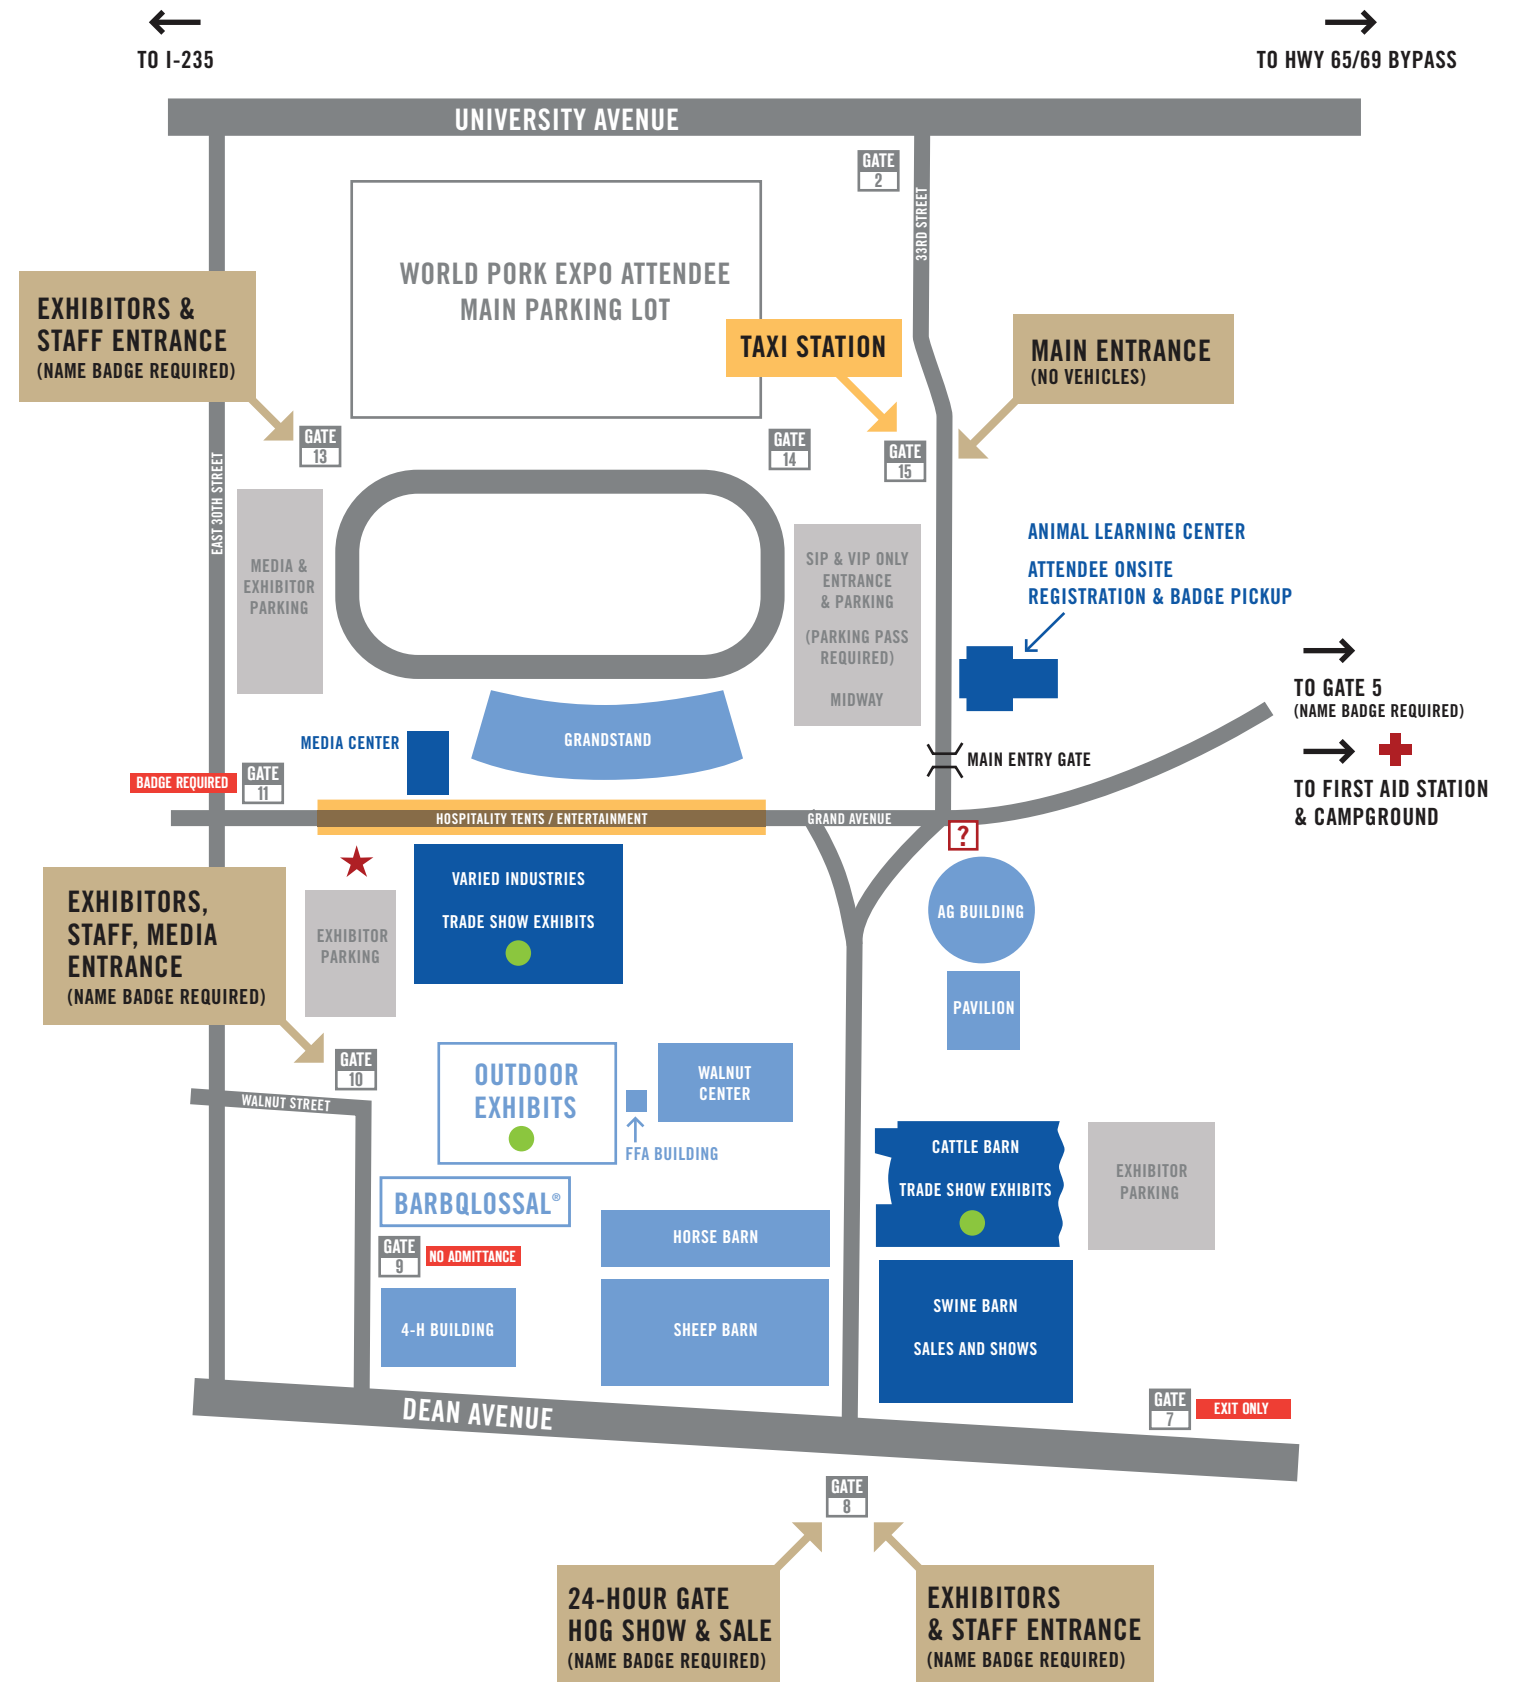 TO I-235
TO HWY 65/69 BYPASS
UNIVERSITY AVENUE
GATE
2
33RD STREET
WORLD PORK EXPO ATTENDEE
MAIN PARKING LOT
EXHIBITORS &
STAFF ENTRANCE
(NAME BADGE REQUIRED)
TAXI STATION
MAIN ENTRANCE
(NO VEHICLES)
GATE
13
GATE
14
GATE
15
EAST 30TH STREET
MEDIA &
EXHIBITOR
PARKING
SIP & VIP ONLY
ENTRANCE
& PARKING
(PARKING PASS
REQUIRED)
MIDWAY
ANIMAL LEARNING CENTER
ATTENDEE ONSITE
REGISTRATION & BADGE PICKUP
TO GATE 5
(NAME BADGE REQUIRED)
TO FIRST AID STATION
& CAMPGROUND
MEDIA CENTER
GRANDSTAND
MAIN ENTRY GATE
BADGE REQUIRED
GATE
11
HOSPITALITY TENTS / ENTERTAINMENT
GRAND AVENUE
?
VARIED INDUSTRIES
TRADE SHOW EXHIBITS
EXHIBITOR
PARKING
EXHIBITORS,
STAFF, MEDIA
ENTRANCE
(NAME BADGE REQUIRED)
AG BUILDING
PAVILION
GATE
10
WALNUT STREET
OUTDOOR
EXHIBITS
WALNUT
CENTER
FFA BUILDING
BARBQLOSSAL®
GATE
9
NO ADMITTANCE
HORSE BARN
CATTLE BARN
TRADE SHOW EXHIBITS
EXHIBITOR
PARKING
4-H BUILDING
SHEEP BARN
SWINE BARN
SALES AND SHOWS
DEAN AVENUE
GATE
7
EXIT ONLY
GATE
8
24-HOUR GATE
HOG SHOW & SALE
(NAME BADGE REQUIRED)
EXHIBITORS
& STAFF ENTRANCE
(NAME BADGE REQUIRED)